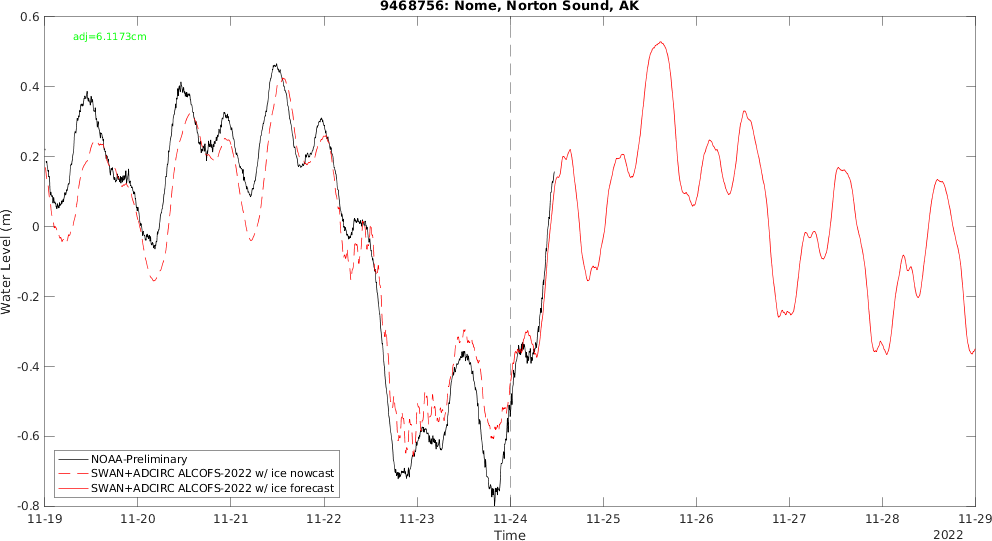 9468756: Nome, Norton Sound, AK
adj=6.1173cm
0.6
0.4
0.2
0
-0.2
-0.4
-0.6
-0.8
Water Level (m)
NOAA-Preliminary
SWAN+ADCIRC ALCOFS-2022 w/ ice nowcast
SWAN+ADCIRC ALCOFS-2022 w/ ice forecast
11-19 11-20 11-21 11-22 11-23 11-24 11-25 11-26 11-27 11-28 11-29
Time
2022